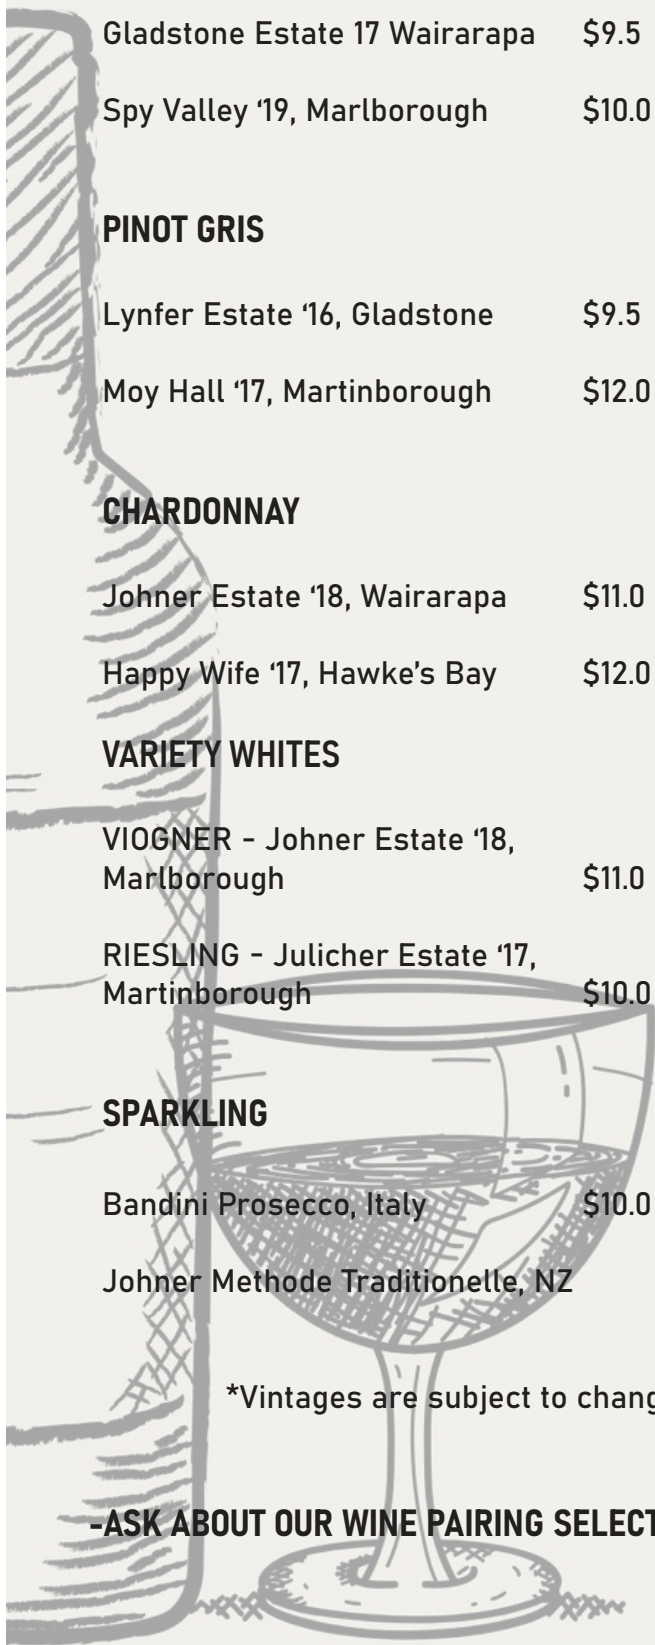 Gladstone Estate 17 Wairarapa $9.5
Spy Valley ‘19, Marlborough $10.0
PINOT GRIS
Lynfer Estate ‘16, Gladstone $9.5
Moy Hall ‘17, Martinborough $12.0
CHARDONNAY
Johner Estate ‘18, Wairarapa $11.0
Happy Wife ‘17, Hawke’s Bay $12.0
VARIETY WHITES
VIOGNER - Johner Estate ‘18,
Marlborough $11.0
RIESLING - Julicher Estate ‘17,
Martinborough $10.0
SPARKLING
Bandini Prosecco, Italy $10.0
Johner Methode Traditionelle, NZ
*Vintages are subject to chang
-ASK ABOUT OUR WINE PAIRING SELECT